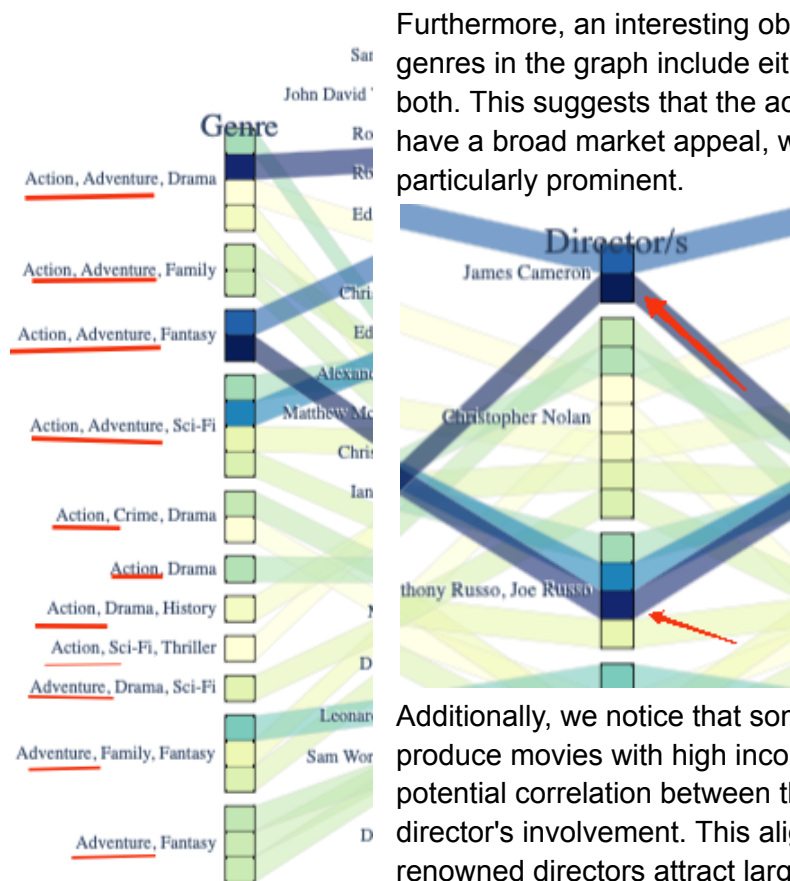 Furthermore, an interesting ob
genres in the graph include eit
both. This suggests that the ac
have a broad market appeal, w
particularly prominent.
Genre
Action, Adventure, Drama
Action, Adventure, Family
Action, Adventure, Fantasy
Action, Adventure, Sci-Fi
Action, Crime, Drama
Action, Drama
Action, Drama, History
Action, Sci-Fi, Thriller
Adventure, Drama, Sci-Fi
Adventure, Family, Fantasy
Adventure, Fantasy
San
John David
Ro
Ro
Ed
Chri
Ed
Alexand
Matthew Mc
Chris
Ian
D
Leonar
Sam Wor
D
Director/s
James Cameron
Christopher Nolan
thony Russo, Joe Russo
Additionally, we notice that son
produce movies with high inco
potential correlation between th
director's involvement. This alig
renowned directors attract larg